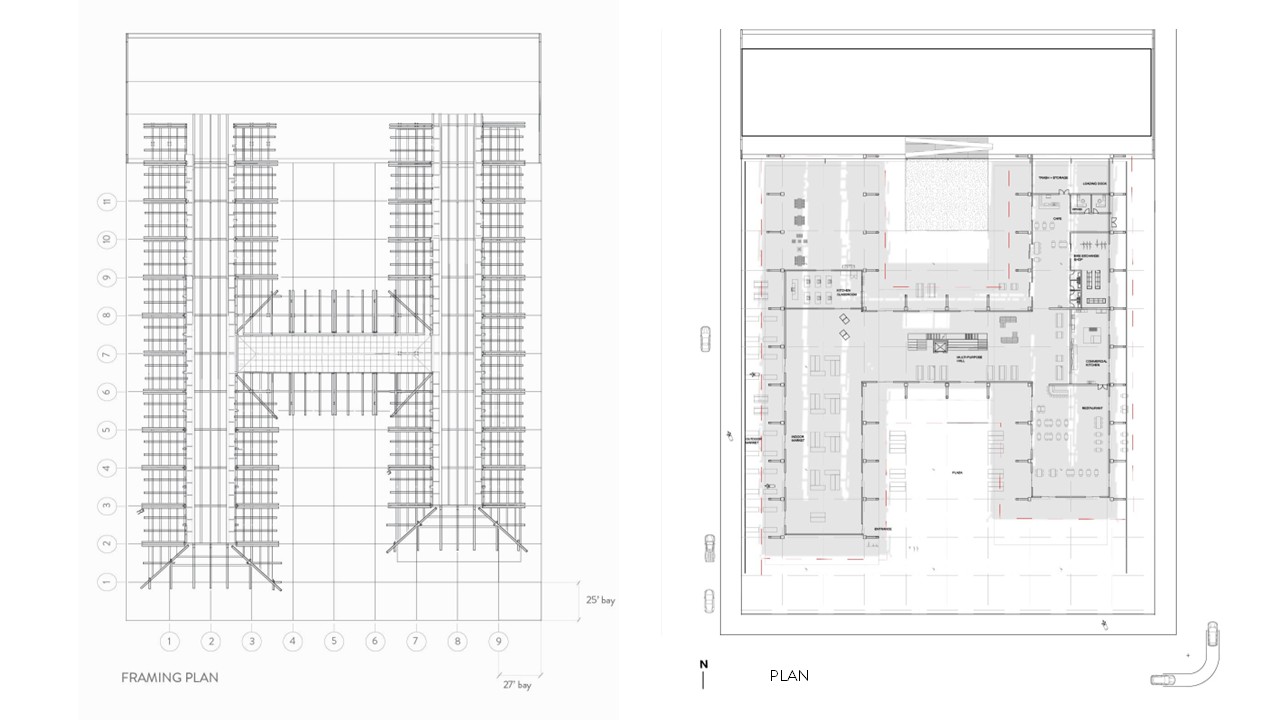 11
10
9
8
7
6
5
4
3
2
1
25' bay
1
2
3
4
5
6
7
8
9
27' bay
FRAMING PLAN
TRASH + STORAGE
LOADING DOCK
CAFE
BIKE EXCHANGE
SHOP
KITCHEN
CLASSROOM
MULTI-PURPOSE
HALL
COMMERCIAL
KITCHEN
RESTAURANT
INDOOR
MARKET
OUTDOOR
MARKET
PLAZA
ENTRANCE
N
PLAN